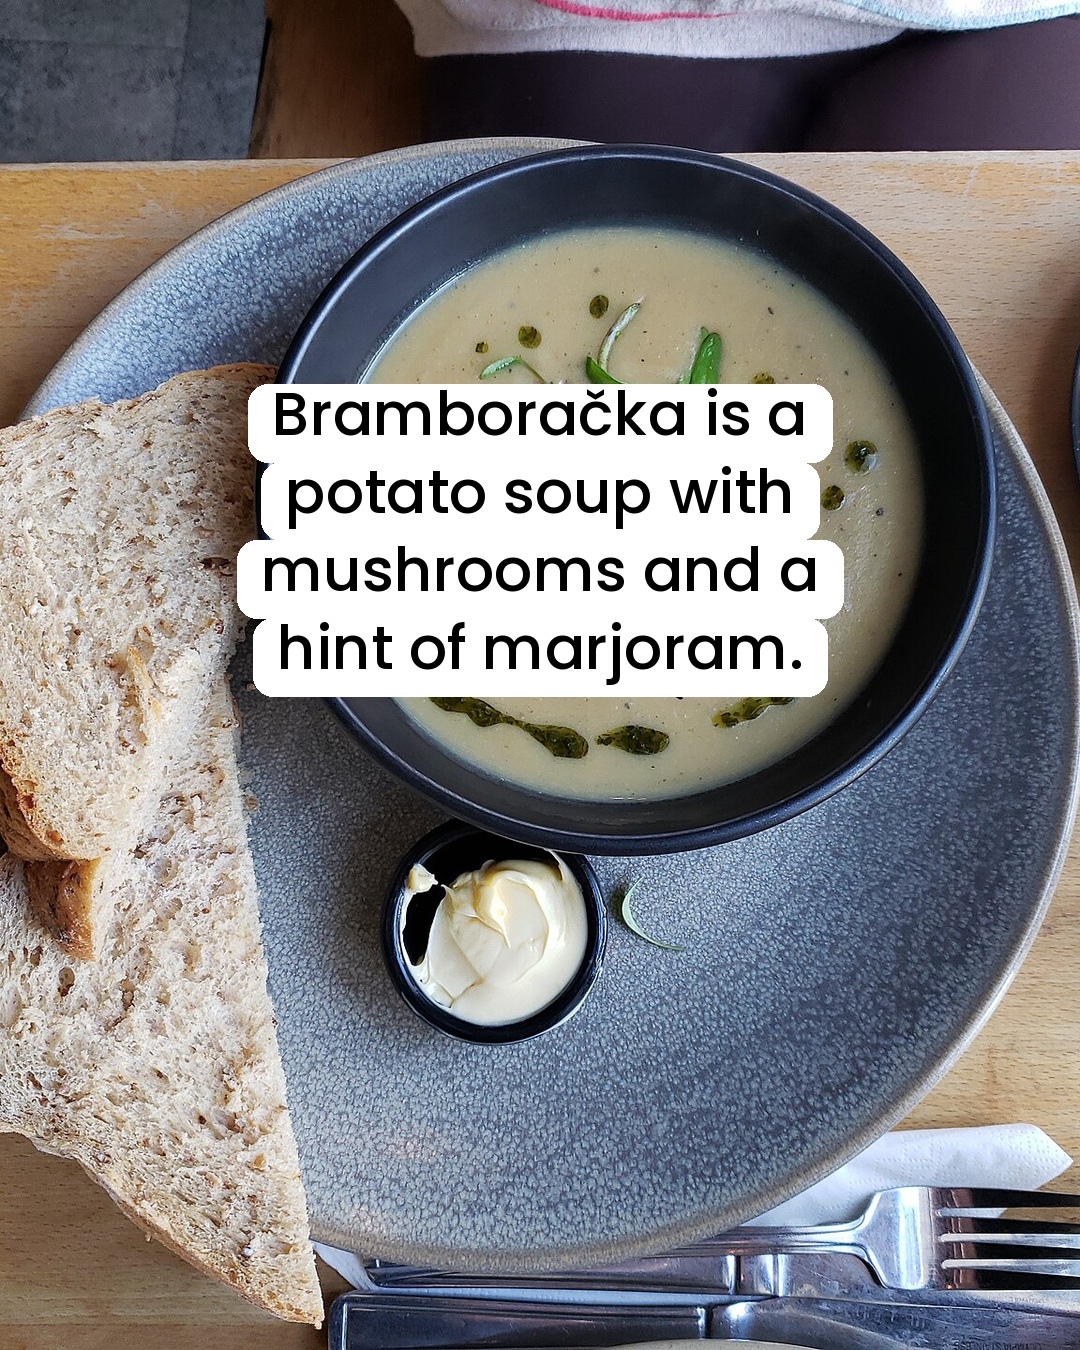 Bramboračka is a
potato soup with
mushrooms and a
hint of marjoram.